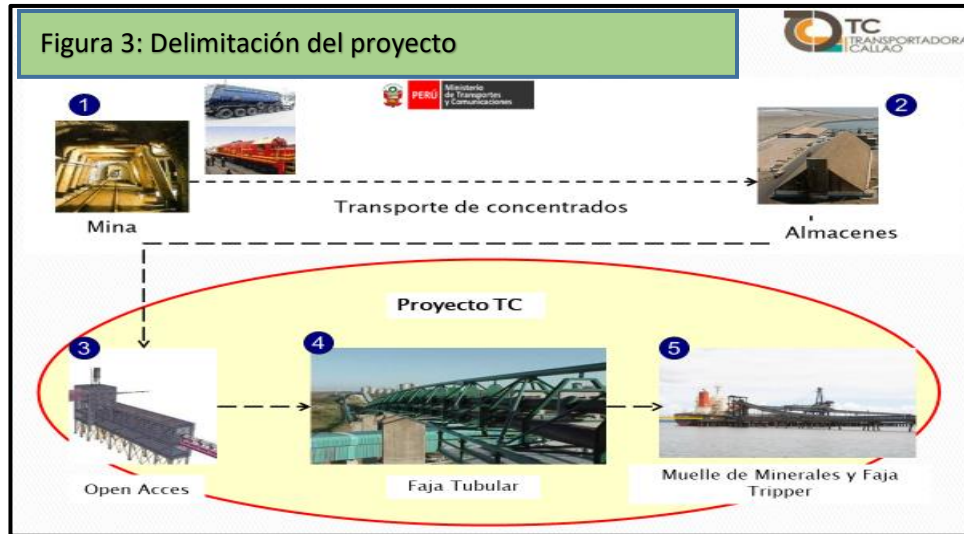 Figura 3: Delimitación del proyecto
TC
TRANSPORTADORA
CALLAO
1
PERÚ
Ministerio
de Transportes
y Comunicaciones
2
Transporte de concentrados
Mina
Almacenes
Proyecto TC
3
4
5
Open Acces
Faja Tubular
Muelle de Minerales y Faja
Tripper